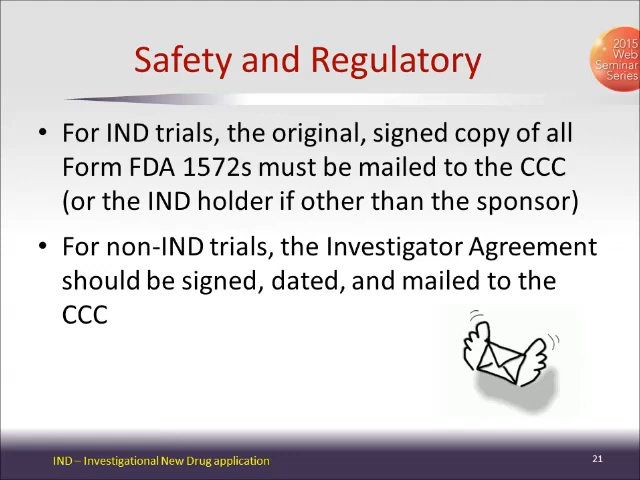 Safety and Regulatory
2015
Web
Seminar
Series
• For IND trials, the original, signed copy of all
Form FDA 1572s must be mailed to the CCC
(or the IND holder if other than the sponsor)
• For non-IND trials, the Investigator Agreement
should be signed, dated, and mailed to the
CCC
IND – Investigational New Drug application
21